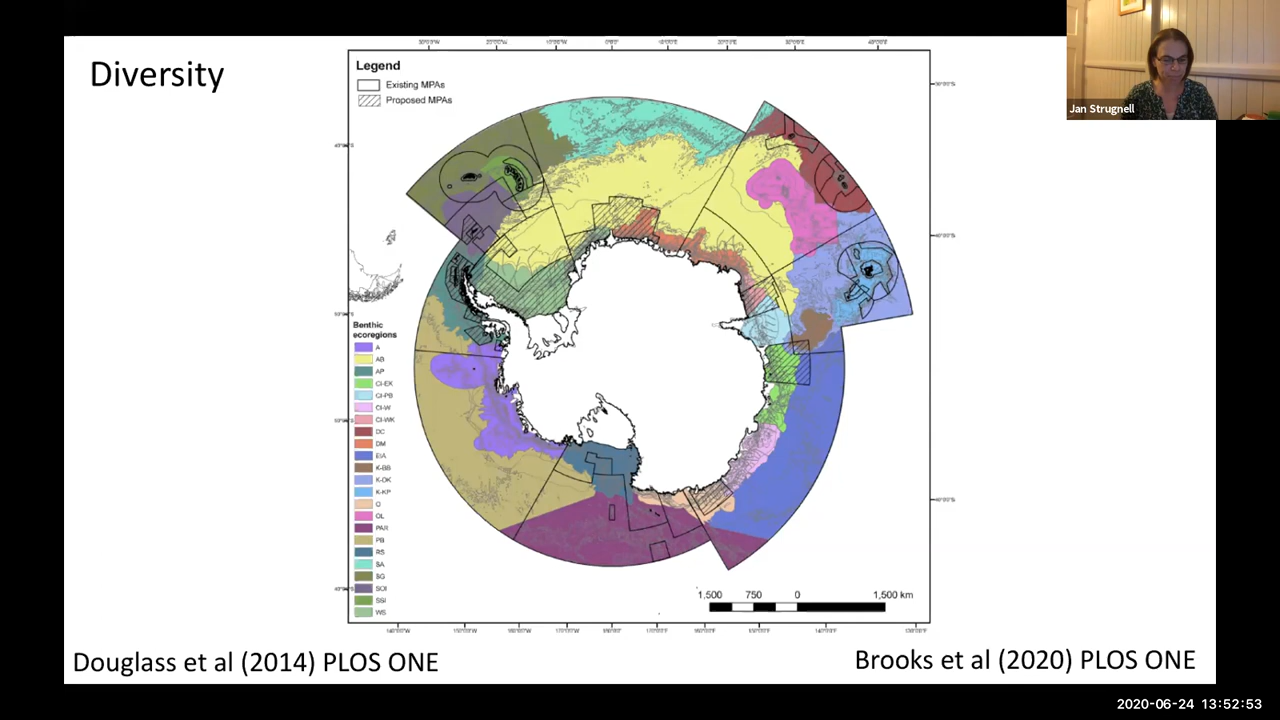 Diversity
Legend
Existing MPAs
Proposed MPAs
Jan Strugnell
Benthic
ecoregions
A
AB
AP
CI-EK
CI-PB
CI-W
CI-WK
DC
DM
EIA
K-BB
K-OK
K-KP
O
OL
PAR
PB
RS
SA
SG
SOI
SSI
WS
1,500 750 0 1,500 km
Douglass et al (2014) PLOS ONE
Brooks et al (2020) PLOS ONE
2020-06-24 13:52:53